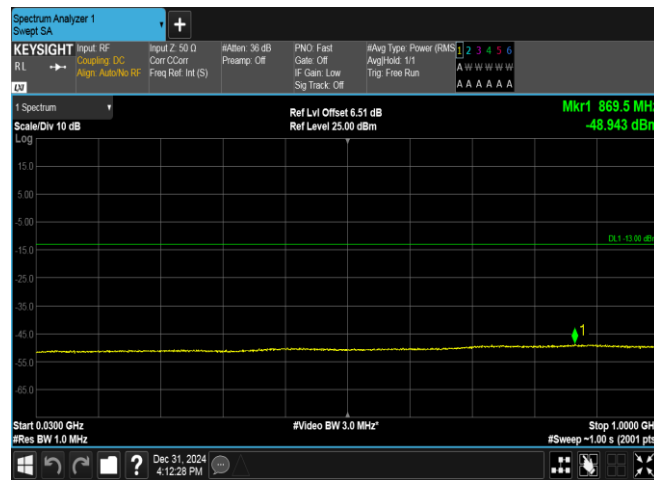 Spectrum Analyzer 1
Swept SA
+
KEYSIGHT Input: RF Input Z: 50 Ω #Atten: 36 dB PNO: Fast #Avg Type: Power (RMS 1 2 3 4 5 6
RL Coupling: DC Corr CCorr Preamp: Off Gate: Off Avg|Hold: 1/1 A W W W W W
Align: Auto/No RF Freq Ref: Int (S) IF Gain: Low Trig: Free Run
LXI Sig Track: Off A A A A A A
1 Spectrum Ref Lvl Offset 6.51 dB Mkr1 869.5 MHz
Scale/Div 10 dB Ref Level 25.00 dBm -48.943 dBm
Log
15.0
5.00
-5.00
DL1 -13.00 dBm
-15.0
-25.0
-35.0
1
-45.0
-55.0
-65.0
Start 0.0300 GHz #Video BW 3.0 MHz* Stop 1.0000 GH
#Res BW 1.0 MHz #Sweep ~1.00 s (2001 pts
? Dec 31, 2024
4:12:28 PM